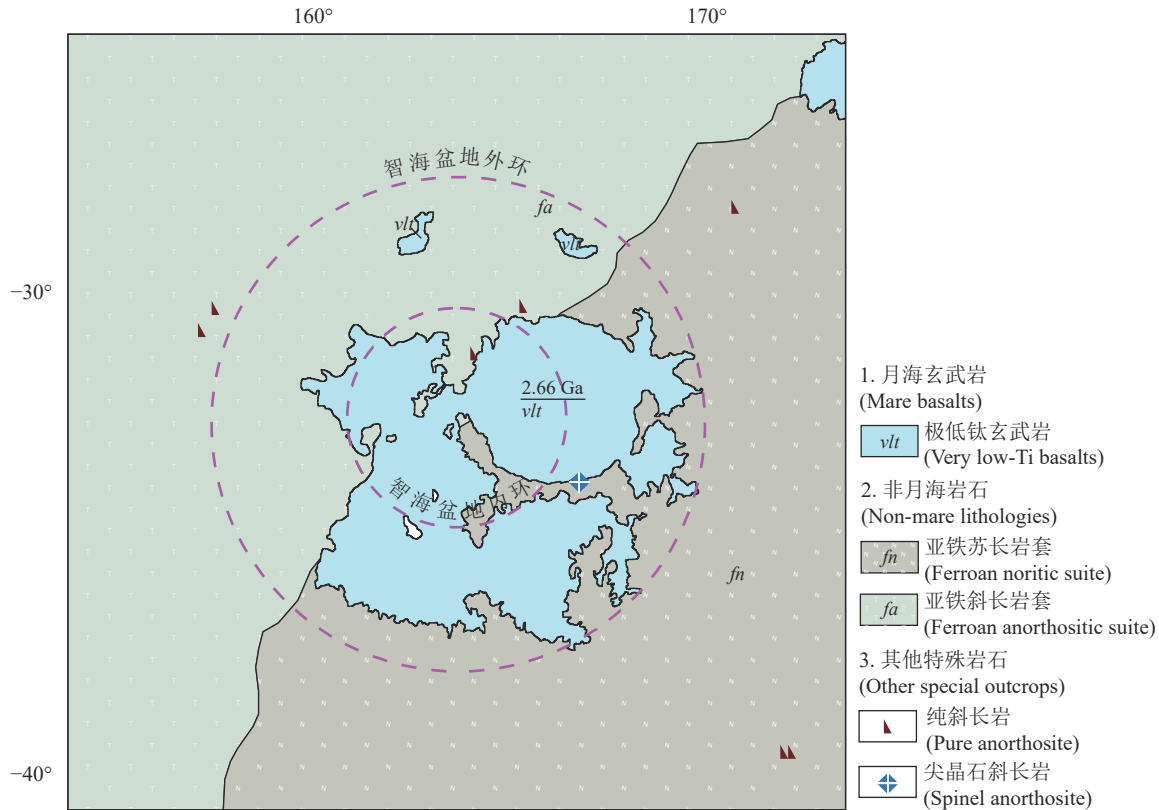 160°
170°
智海盆地外环
fa
vlt
vlt
−30°
2.66 Ga
vlt
智海盆地内环
fn
−40°
1. 月海玄武岩
(Mare basalts)
vlt
极低钛玄武岩
(Very low-Ti basalts)
2. 非月海岩石
(Non-mare lithologies)
fn
亚铁苏长岩套
(Ferroan noritic suite)
fa
亚铁斜长岩套
(Ferroan anorthositic suite)
3. 其他特殊岩石
(Other special outcrops)
纯斜长岩
(Pure anorthosite)
尖晶石斜长岩
(Spinel anorthosite)